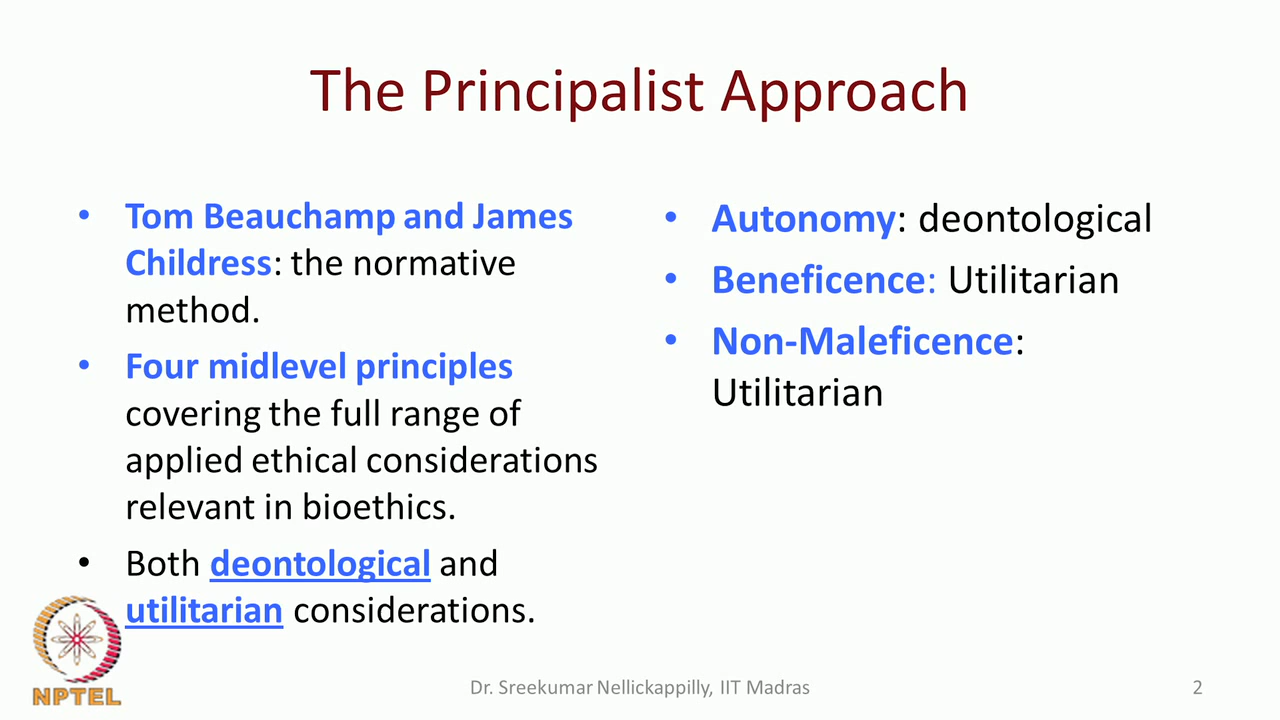 The Principalist Approach
• Tom Beauchamp and James
Childress: the normative
method.
• Four midlevel principles
covering the full range of
applied ethical considerations
relevant in bioethics.
• Both deontological and
utilitarian considerations.
• Autonomy: deontological
• Beneficence: Utilitarian
• Non-Maleficence:
Utilitarian
NPTEL
Dr. Sreekumar Nellickappilly, IIT Madras
2